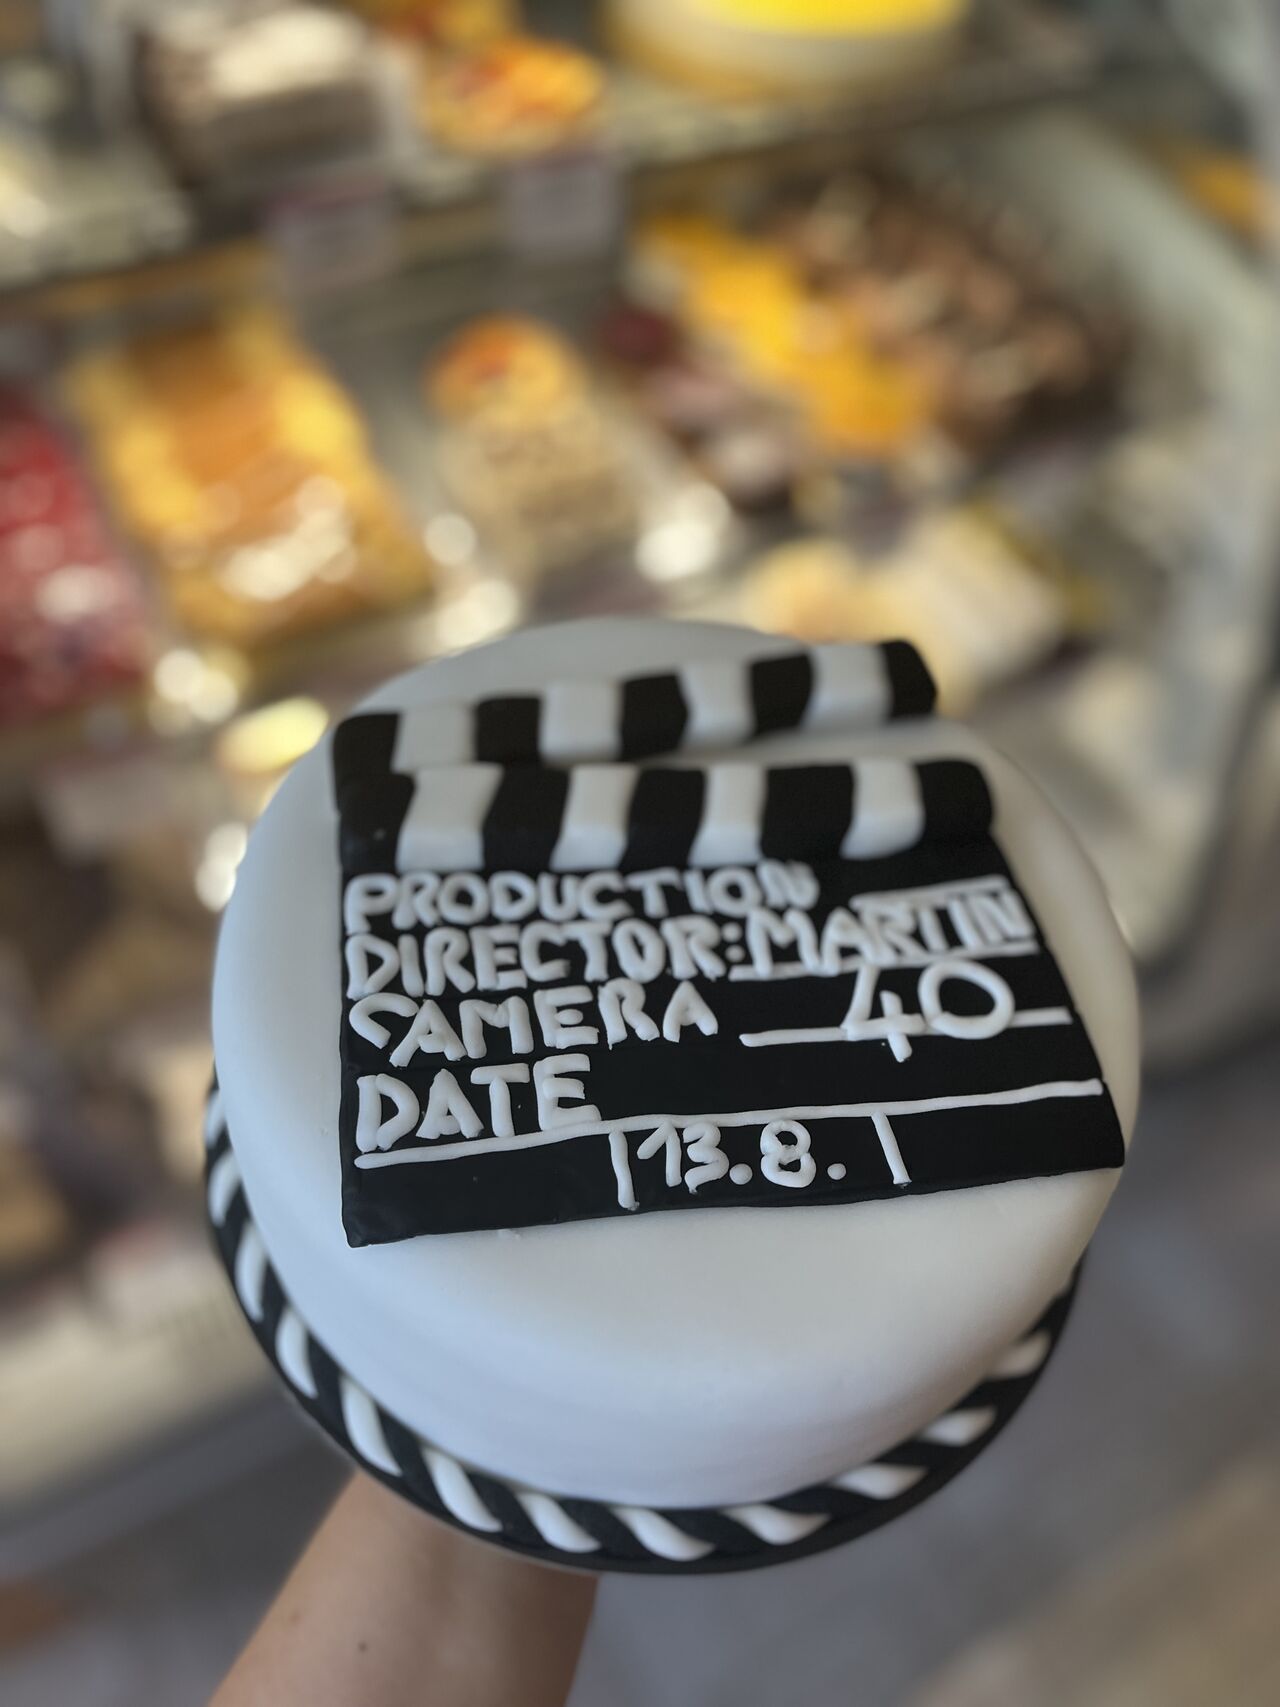 PRODUCTION
DIRECTOR: MARTIN
CAMERA 40
DATE
13.8.